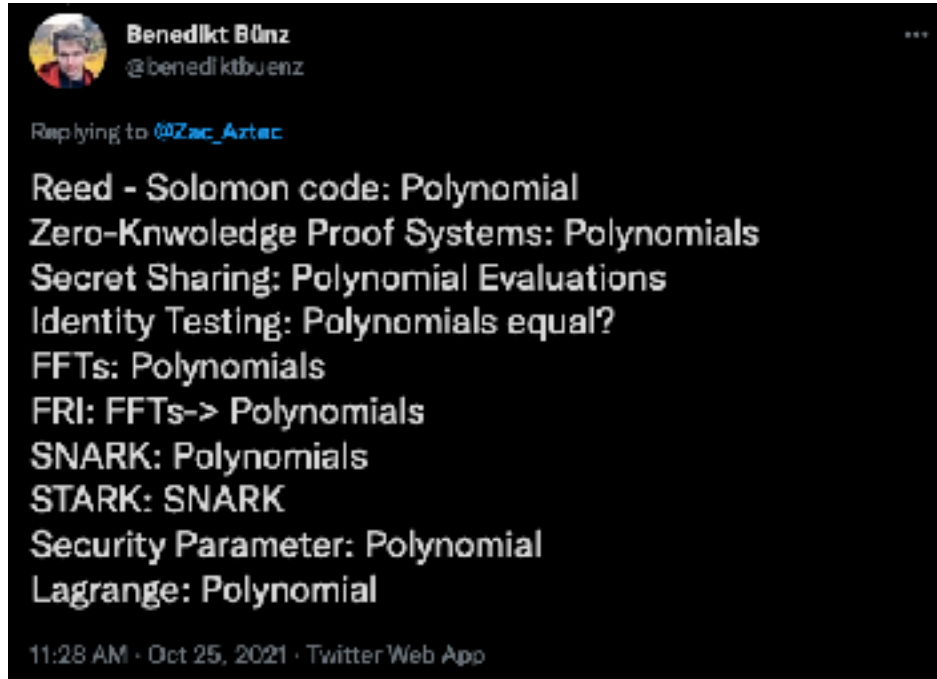 Benedikt Bünz
@benediktbuenz
Replying to @Zac_Aztec
Reed - Solomon code: Polynomial
Zero-Knwoledge Proof Systems: Polynomials
Secret Sharing: Polynomial Evaluations
Identity Testing: Polynomials equal?
FFTs: Polynomials
FRI: FFTs-> Polynomials
SNARK: Polynomials
STARK: SNARK
Security Parameter: Polynomial
Lagrange: Polynomial
11:28 AM · Oct 25, 2021 · Twitter Web App